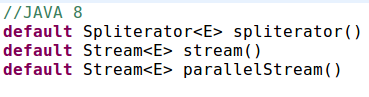 //JAVA 8
default Spliterator<E> spliterator()
default Stream<E> stream()
default Stream<E> parallelStream()